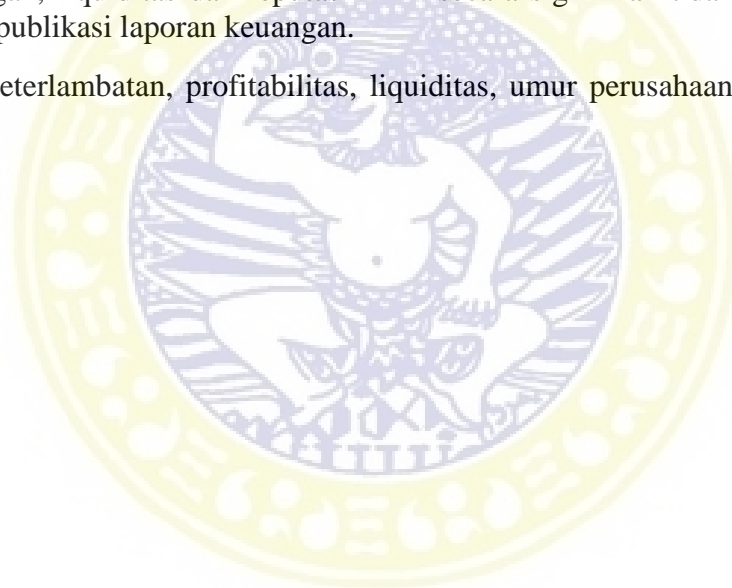 publikasi laporan keuangan.
eterlambatan, profitabilitas, liquiditas, umur perusahaan